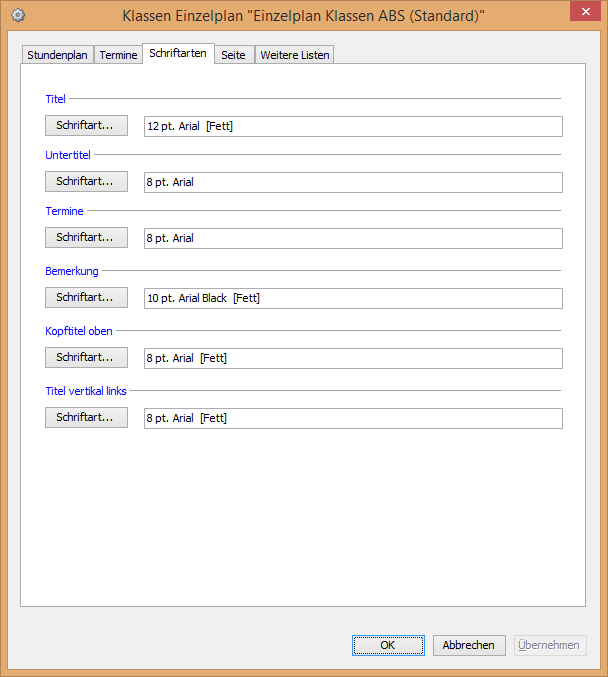 Klassen Einzelplan "Einzelplan Klassen ABS (Standard)"
Stundenplan Termine Schriftarten Seite Weitere Listen
Titel
Schriftart... 12 pt. Arial [Fett]
Untertitel
Schriftart... 8 pt. Arial
Termine
Schriftart... 8 pt. Arial
Bemerkung
Schriftart... 10 pt. Arial Black [Fett]
Kopftitel oben
Schriftart... 8 pt. Arial [Fett]
Titel vertikal links
Schriftart... 8 pt. Arial [Fett]
OK Abbrechen Übernehmen